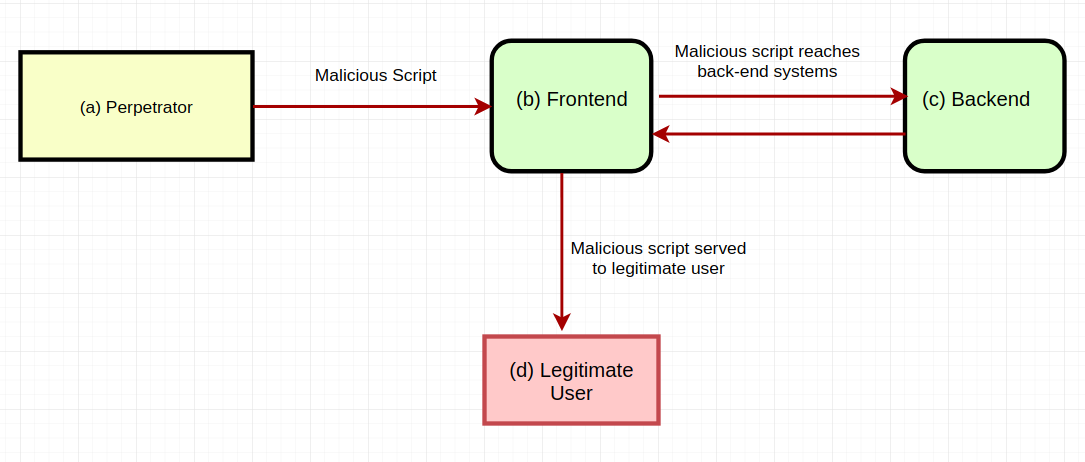 (a) Perpetrator
Malicious Script
(b) Frontend
Malicious script reaches
back-end systems
(c) Backend
Malicious script served
to legitimate user
(d) Legitimate
User